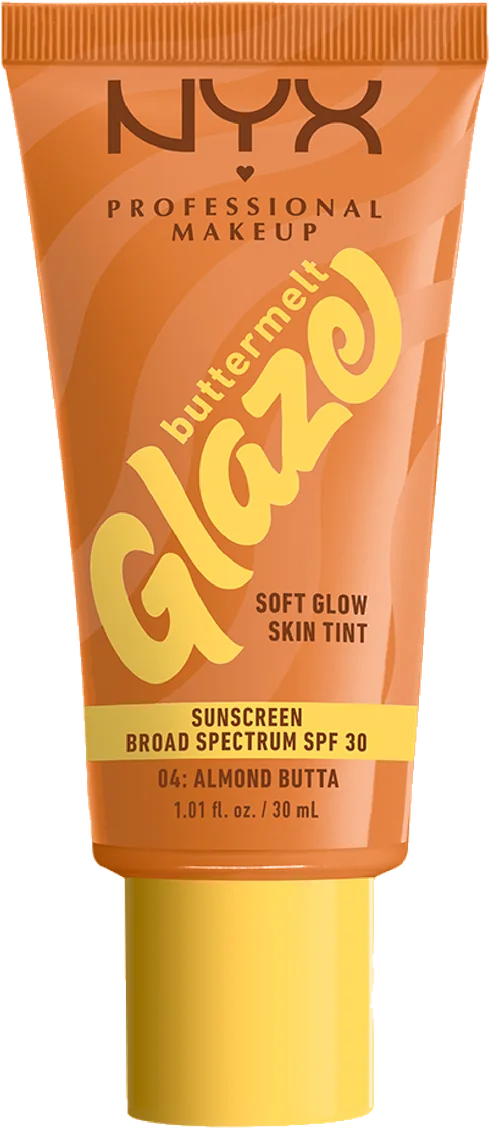 NYX
PROFESSIONAL
MAKEUP
buttermelt
Glaze
SOFT GLOW
SKIN TINT
SUNSCREEN
BROAD SPECTRUM SPF 30
04: ALMOND BUTTA
1.01 fl. oz. / 30 mL